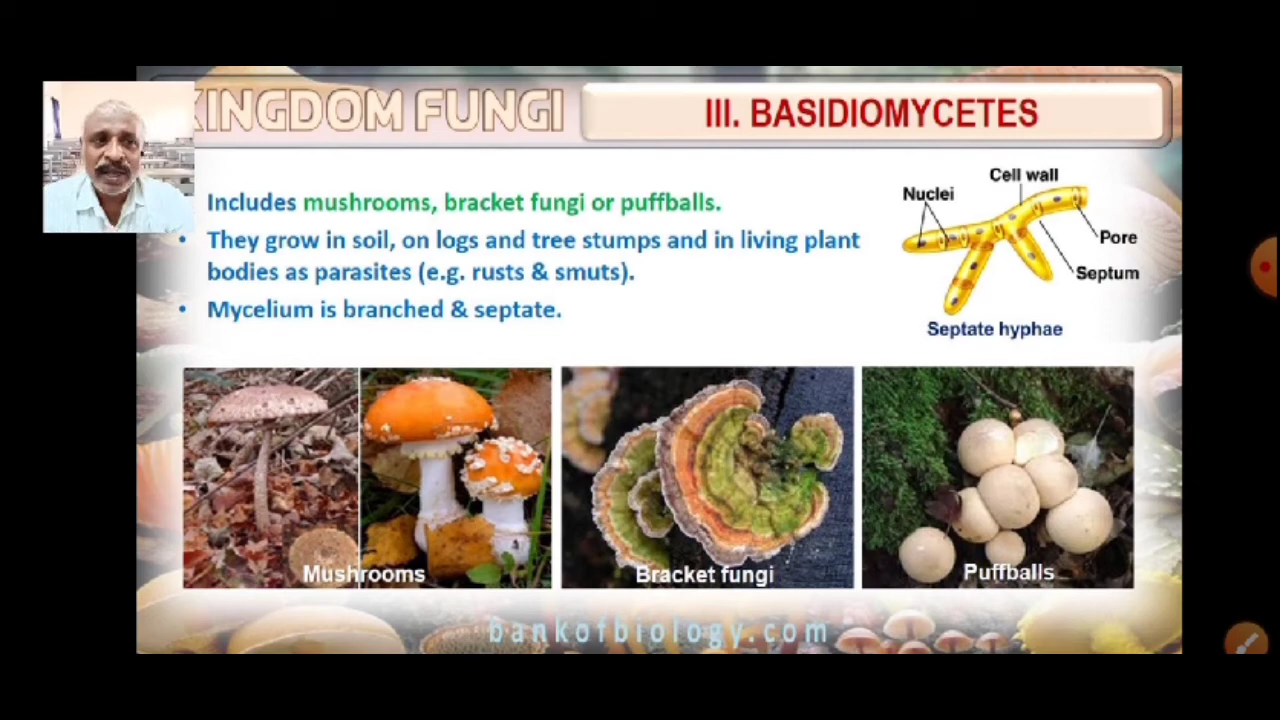 KINGDOM FUNGI
III. BASIDIOMYCETES
Includes mushrooms, bracket fungi or puffballs.
• They grow in soil, on logs and tree stumps and in living plant
bodies as parasites (e.g. rusts & smuts).
• Mycelium is branched & septate.
Cell wall
Nuclei
Pore
Septum
Septate hyphae
Mushrooms
Bracket fungi
Puffballs
bankofbiology.com